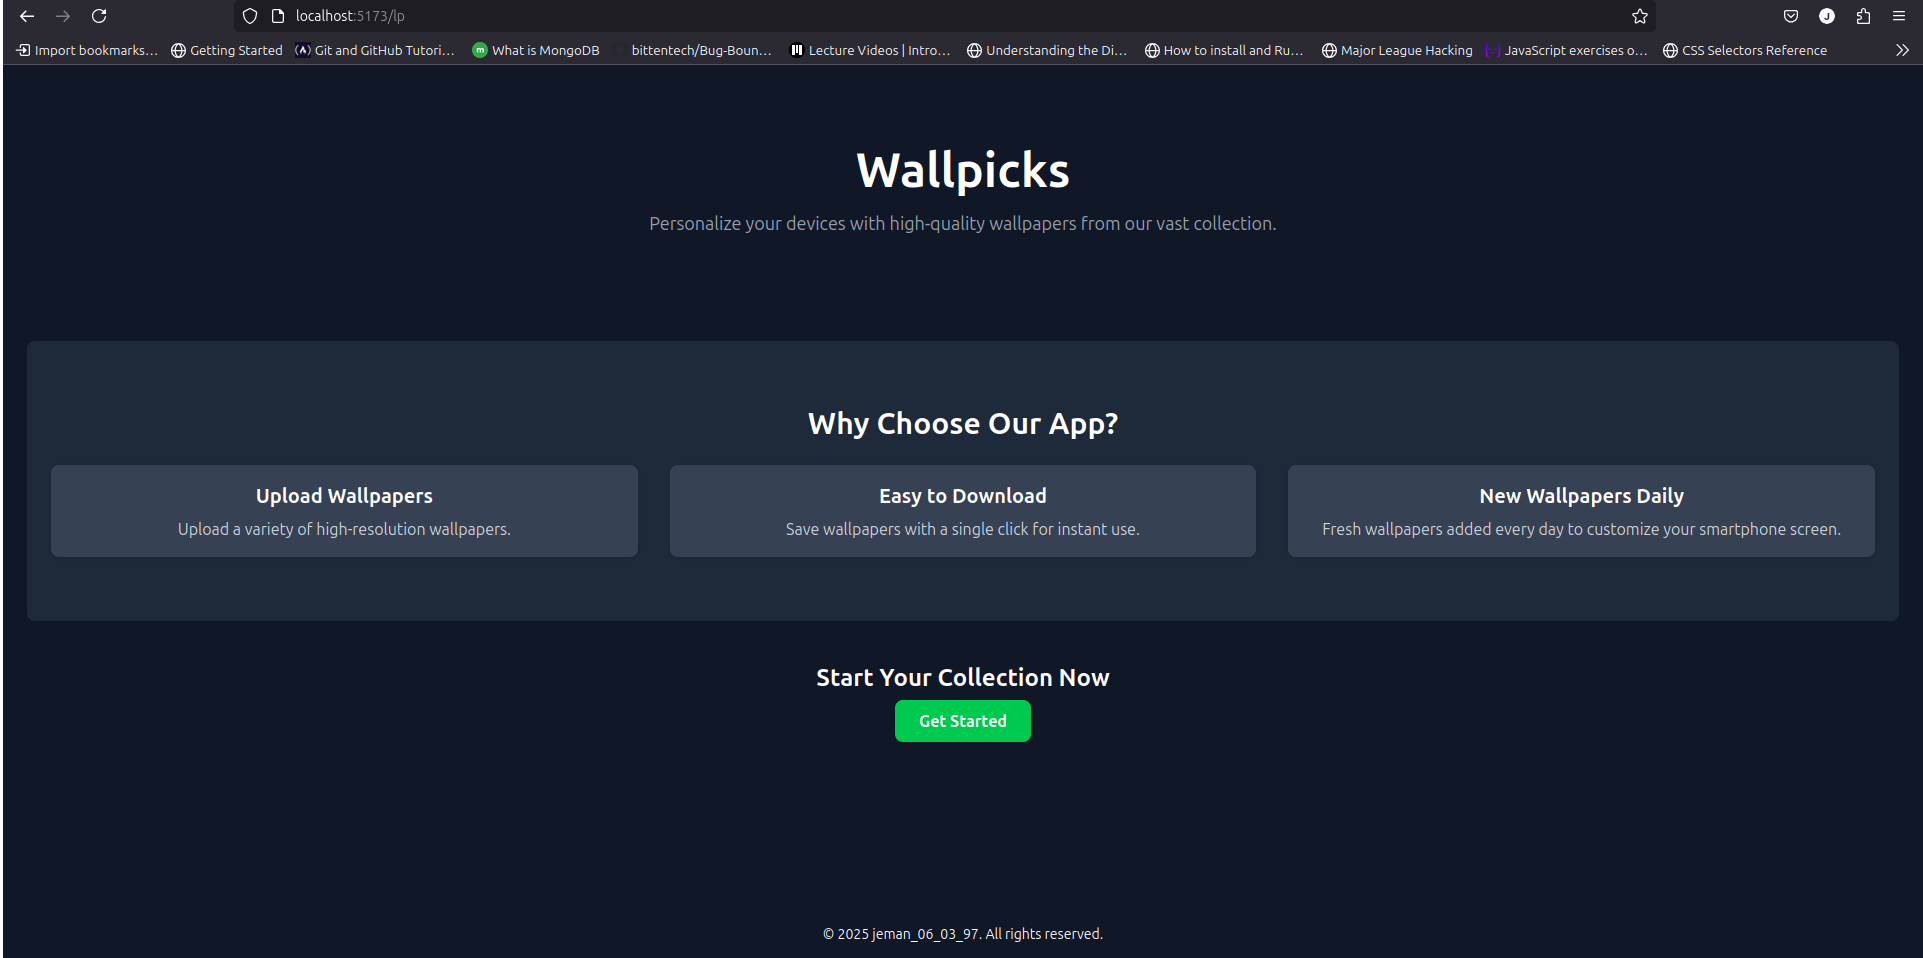 localhost:5173/lp
Import bookmarks... Getting Started Git and GitHub Tutori... What is MongoDB bittentech/Bug-Boun... Lecture Videos | Intro... Understanding the Di... How to install and Ru... Major League Hacking JavaScript exercises o... CSS Selectors Reference
Wallpicks
Personalize your devices with high-quality wallpapers from our vast collection.
Why Choose Our App?
Upload Wallpapers Easy to Download New Wallpapers Daily
Upload a variety of high-resolution wallpapers. Save wallpapers with a single click for instant use. Fresh wallpapers added every day to customize your smartphone screen.
Start Your Collection Now
Get Started
© 2025 jeman_06_03_97. All rights reserved.